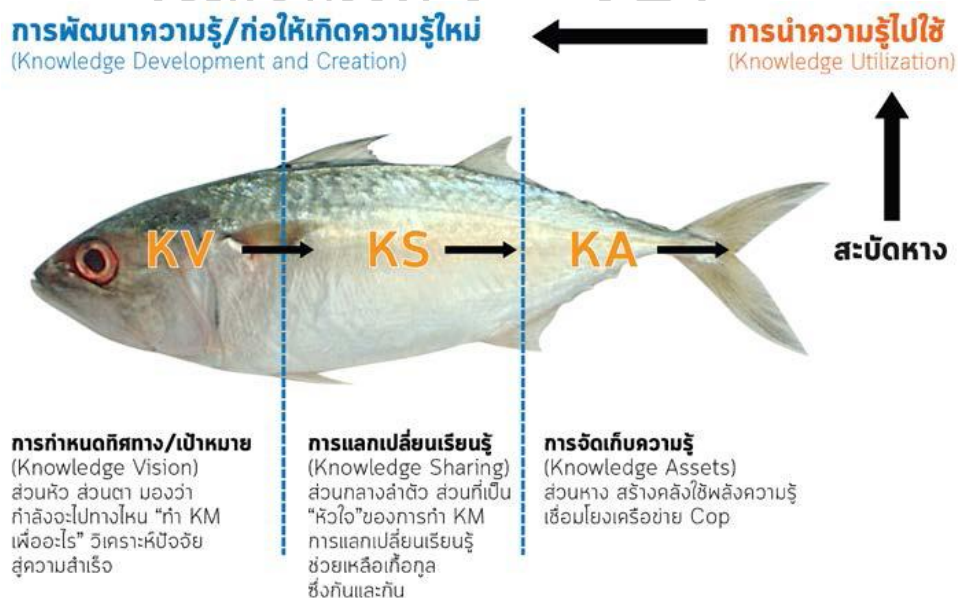 การพัฒนาความรู้/ก่อให้เกิดความรู้ใหม่
(Knowledge Development and Creation)
การนำความรู้ไปใช้
(Knowledge Utilization)
KV
KS
KA
สะบัดหาง
การกำหนดทิศทาง/เป้าหมาย
(Knowledge Vision)
ส่วนหัว ส่วนตา มองว่า
กำลังจะไปทางไหน “ทำ KM
เพื่ออะไร” วิเคราะห์ปัจจัย
สู่ความสำเร็จ
การแลกเปลี่ยนเรียนรู้
(Knowledge Sharing)
ส่วนกลางลำตัว ส่วนที่เป็น
“หัวใจ”ของการทำ KM
การแลกเปลี่ยนเรียนรู้
ช่วยเหลือเกื้อกูล
ซึ่งกันและกัน
การจัดเก็บความรู้
(Knowledge Assets)
ส่วนหาง สร้างคลังใช้พลังความรู้
เชื่อมโยงเครือข่าย Cop